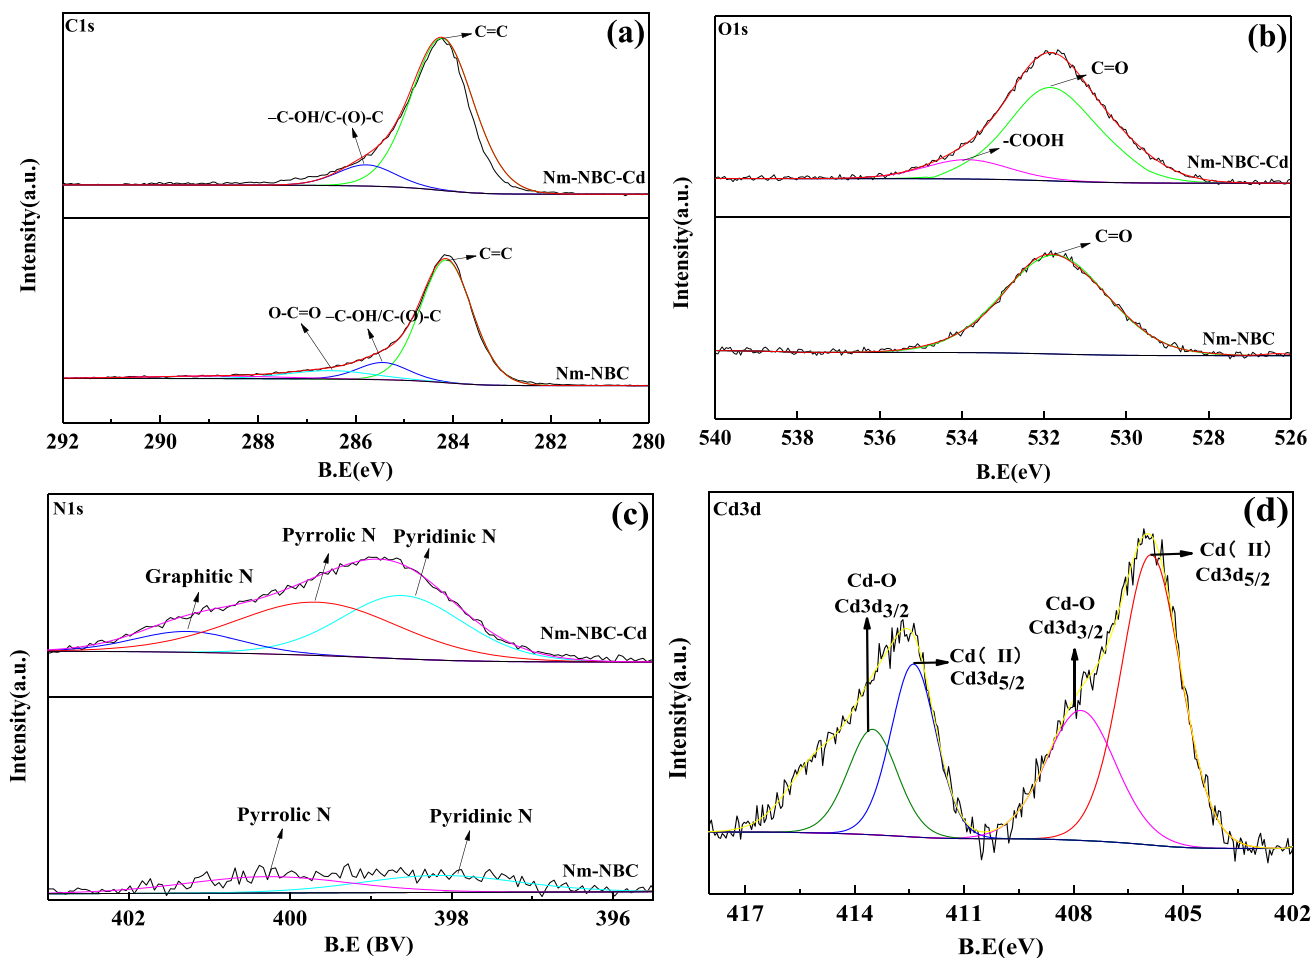 C1s
(a)
C=C
–C-OH/C-(O)-C
Nm-NBC-Cd
C=C
O-C=O
–C-OH/C-(O)-C
Nm-NBC
Intensity(a.u.)
292 290 288 286 284 282 280
B.E(eV)
O1s
(b)
C=O
-COOH
Nm-NBC-Cd
C=O
Nm-NBC
Intensity(a.u.)
540 538 536 534 532 530 528 526
B.E(eV)
N1s
(c)
Pyrrolic N
Pyridinic N
Graphitic N
Nm-NBC-Cd
Pyrrolic N
Pyridinic N
Nm-NBC
Intensity(a.u.)
402 400 398 396
B.E (BV)
Cd3d
(d)
Cd-O
Cd3d3/2
Cd( II)
Cd3d5/2
Cd-O
Cd3d3/2
Cd( II)
Cd3d5/2
Intensity(a.u.)
417 414 411 408 405 402
B.E(eV)